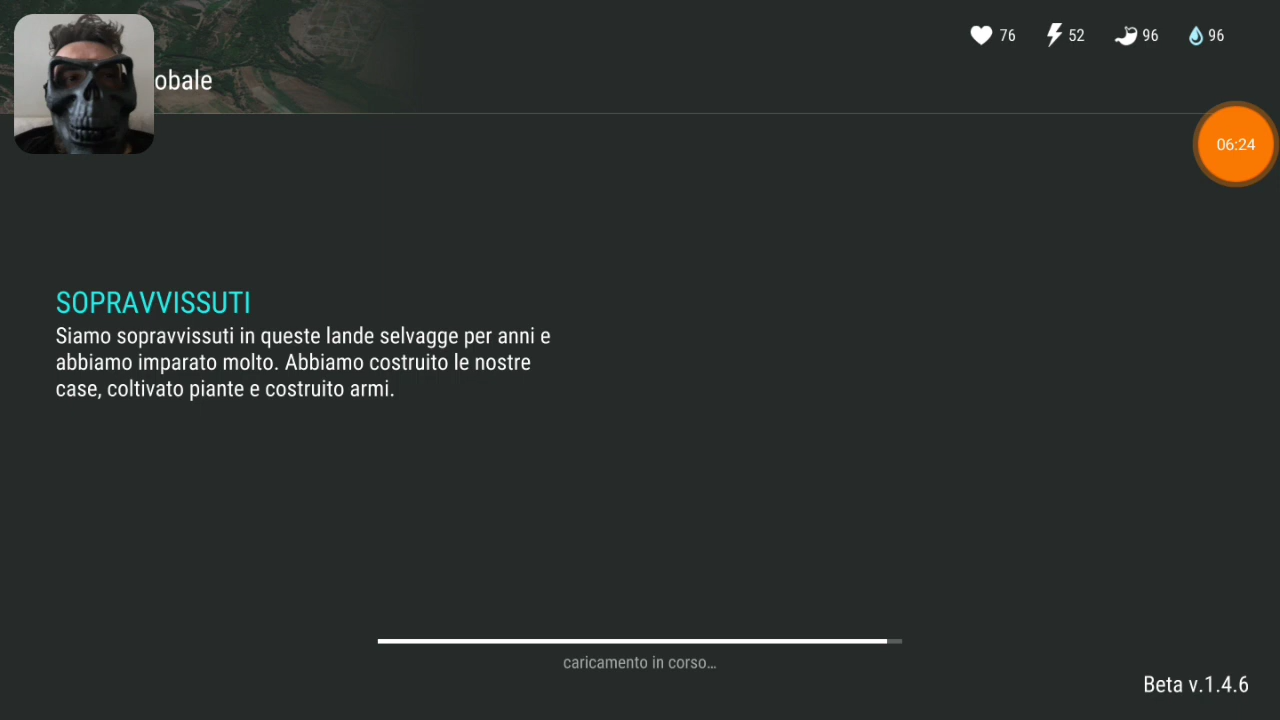 76
52
96
96
obale
06:24
SOPRAVVISSUTI
Siamo sopravvissuti in queste lande selvagge per anni e
abbiamo imparato molto. Abbiamo costruito le nostre
case, coltivato piante e costruito armi.
caricamento in corso...
Beta v.1.4.6